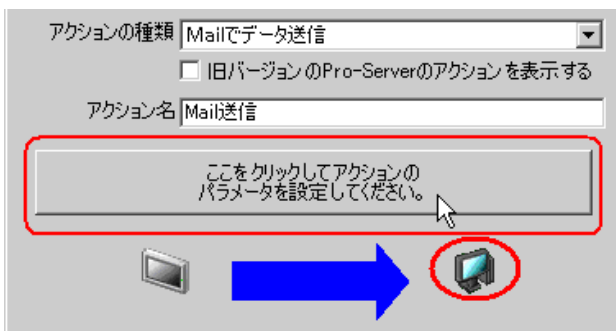 アクションの種類 Mailでデータ送信
旧バージョンのPro-Serverのアクションを表示する
アクション名 Mail送信
ここをクリックしてアクションの
パラメータを設定してください。